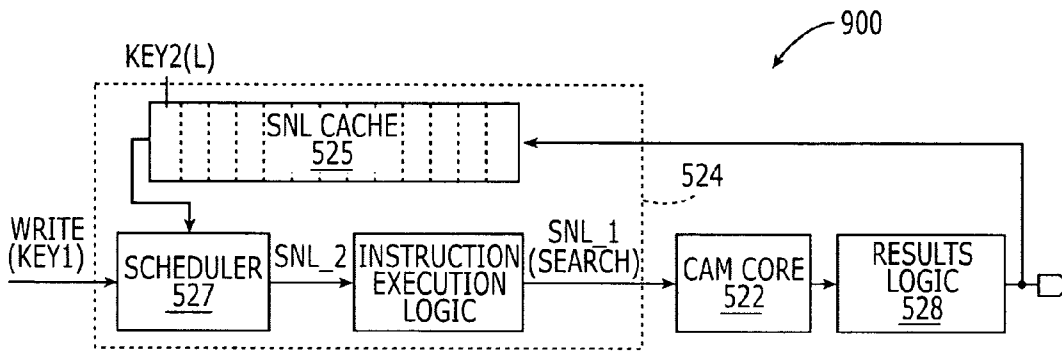 900
KEY2(L)
SNL CACHE
525
524
WRITE
(KEY1)
SCHEDULER
527
SNL_2
INSTRUCTION
EXECUTION
LOGIC
SNL_1
(SEARCH)
CAM CORE
522
RESULTS
LOGIC
528